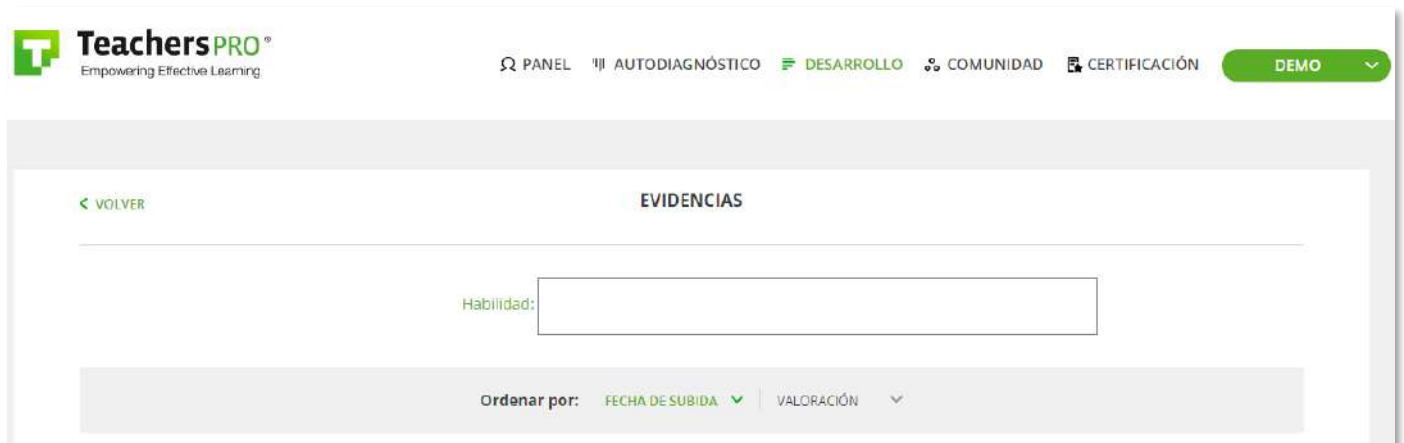 TeachersPRO®
Empowering Effective Learning
PANEL AUTODIAGNÓSTICO DESARROLLO COMUNIDAD CERTIFICACIÓN DEMO
VOLVER
EVIDENCIAS
Habilidad:
Ordenar por: FECHA DE SUBIDA VALORACIÓN